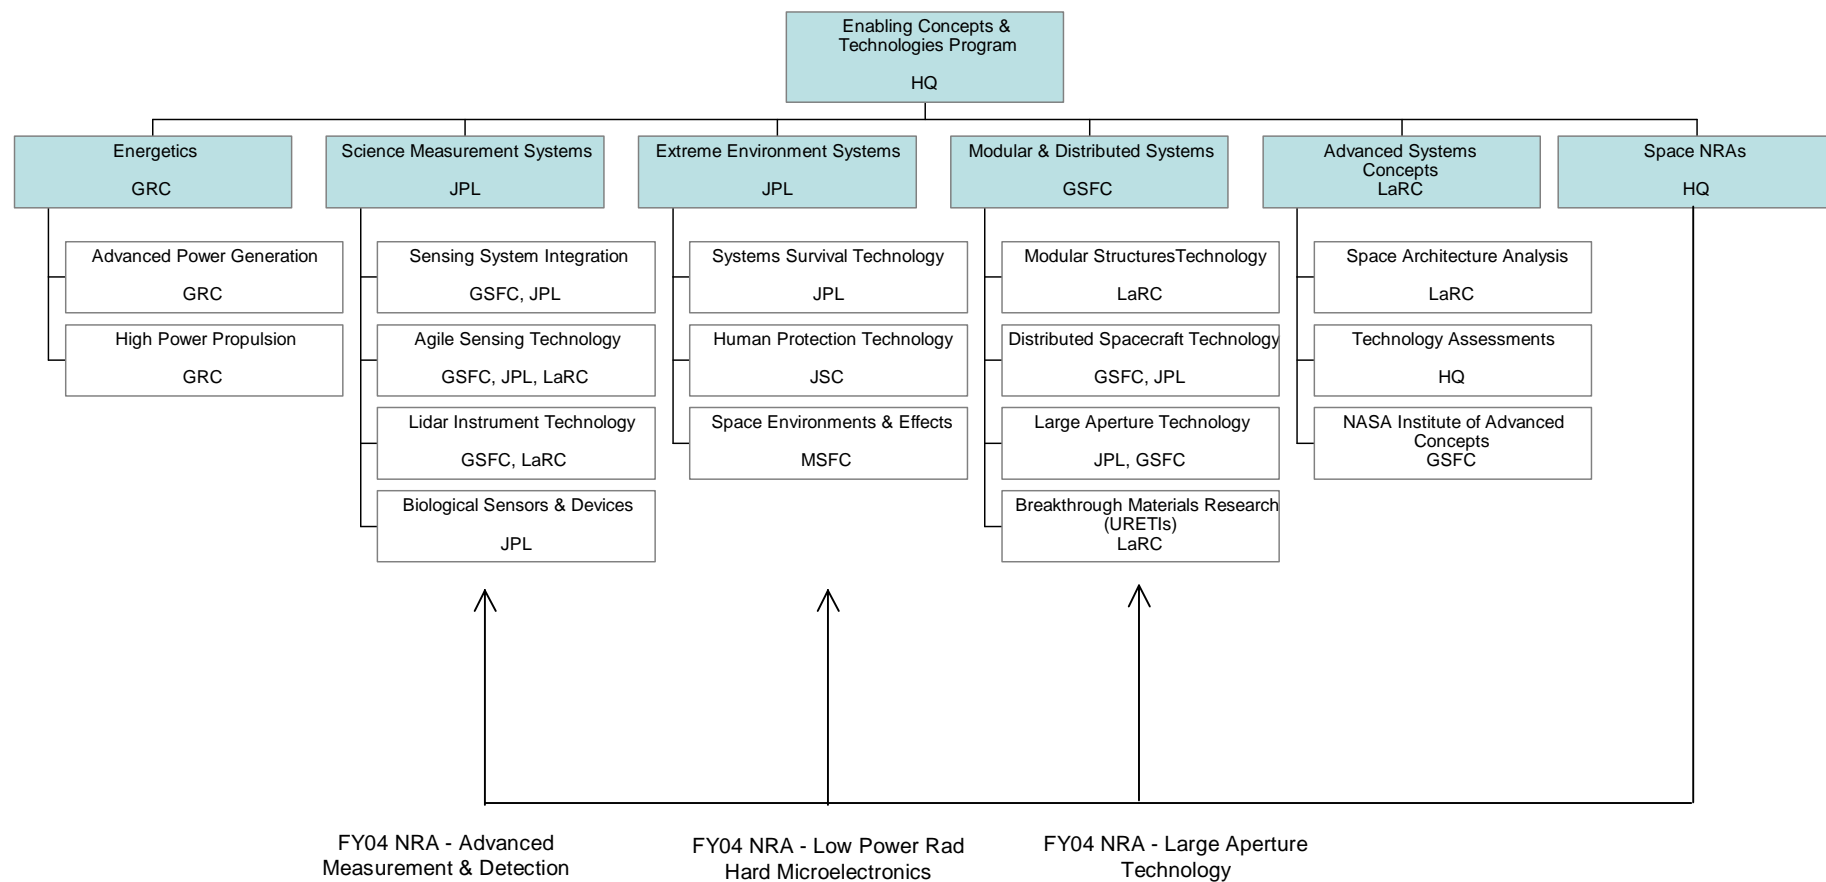 Enabling Concepts &
Technologies Program
HQ
Energetics
GRC
Science Measurement Systems
JPL
Extreme Environment Systems
JPL
Modular & Distributed Systems
GSFC
Advanced Systems
Concepts
LaRC
Space NRAs
HQ
Advanced Power Generation
GRC
High Power Propulsion
GRC
Sensing System Integration
GSFC, JPL
Agile Sensing Technology
GSFC, JPL, LaRC
Lidar Instrument Technology
GSFC, LaRC
Biological Sensors & Devices
JPL
Systems Survival Technology
JPL
Human Protection Technology
JSC
Space Environments & Effects
MSFC
Modular StructuresTechnology
LaRC
Distributed Spacecraft Technology
GSFC, JPL
Large Aperture Technology
JPL, GSFC
Breakthrough Materials Research
(URETIs)
LaRC
Space Architecture Analysis
LaRC
Technology Assessments
HQ
NASA Institute of Advanced
Concepts
GSFC
FY04 NRA - Advanced
Measurement & Detection
FY04 NRA - Low Power Rad
Hard Microelectronics
FY04 NRA - Large Aperture
Technology